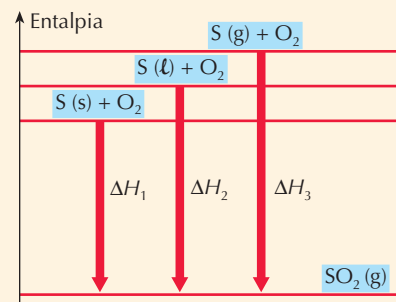 Entalpia
S (g) + O₂
S (ℓ) + O₂
S (s) + O₂
ΔH₁
ΔH₂
ΔH₃
SO₂ (g)